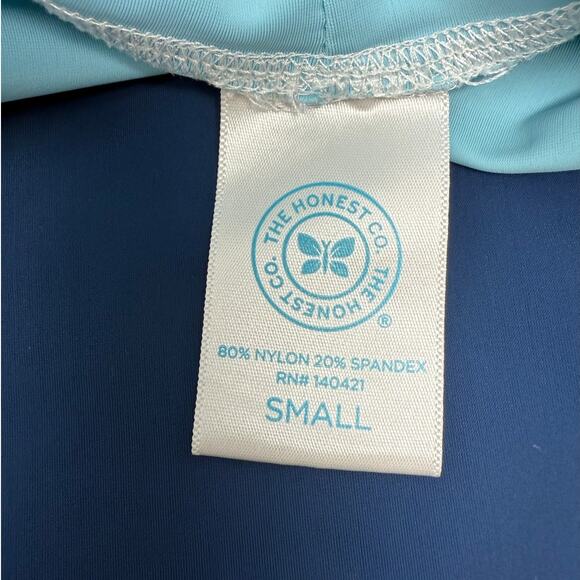 THE HONEST CO. THE HONEST CO.
®
80% NYLON 20% SPANDEX
RN# 140421
SMALL